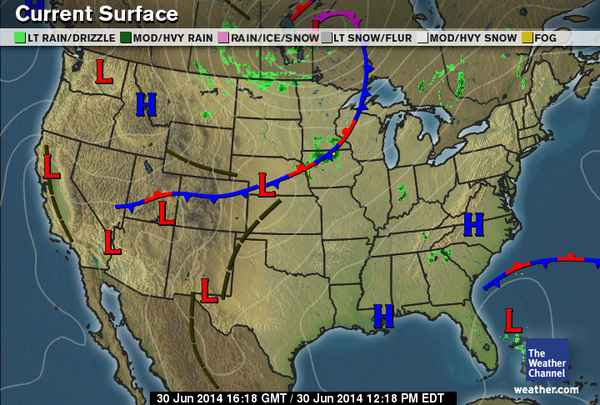 Current Surface
LT RAIN/DRIZZLE MOD/HVY RAIN RAIN/ICE/SNOW LT SNOW/FLUR MOD/HVY SNOW FOG
L
L
H
L
L
L
H
L
L
H
L
The
Weather
Channel
weather.com
30 Jun 2014 16:18 GMT / 30 Jun 2014 12:18 PM EDT